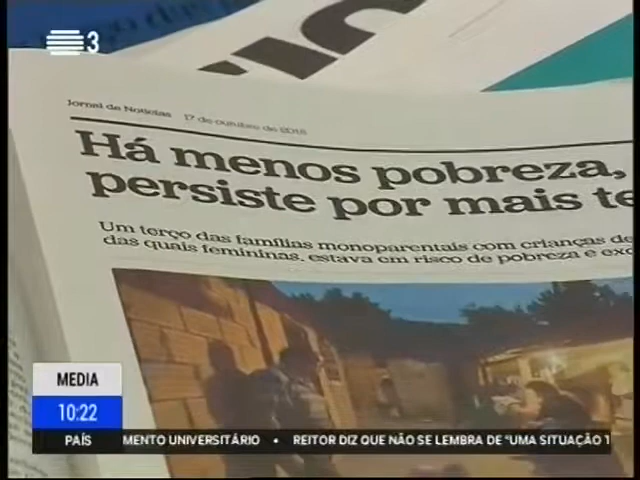 3
Jornal de Notícias 17 de outubro de 2018
Há menos pobreza,
persiste por mais te
Um terço das famílias monoparentais com crianças de
das quais femininas, estava em risco de pobreza e exc
MEDIA
10:22
PAÍS MENTO UNIVERSITÁRIO • REITOR DIZ QUE NÃO SE LEMBRA DE "UMA SITUAÇÃO T